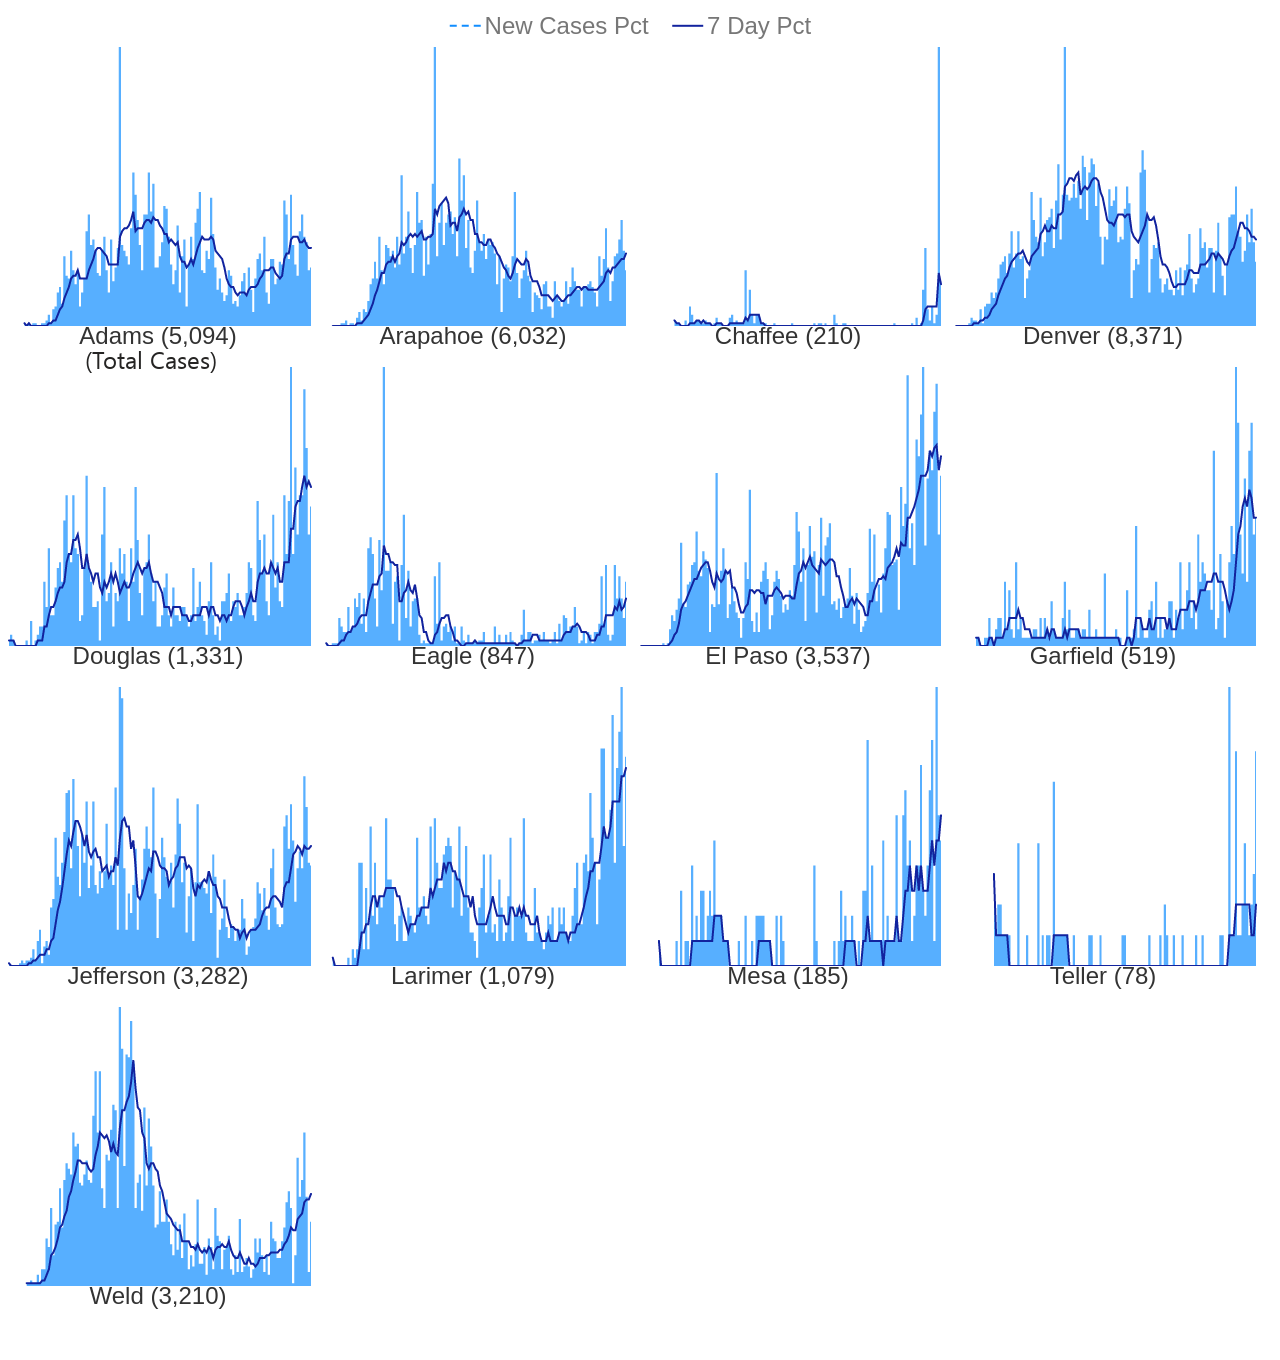 New Cases Pct 7 Day Pct
Adams (5,094) Arapahoe (6,032) Chaffee (210) Denver (8,371)
(Total Cases)
Douglas (1,331) Eagle (847) El Paso (3,537) Garfield (519)
Jefferson (3,282) Larimer (1,079) Mesa (185) Teller (78)
Weld (3,210)